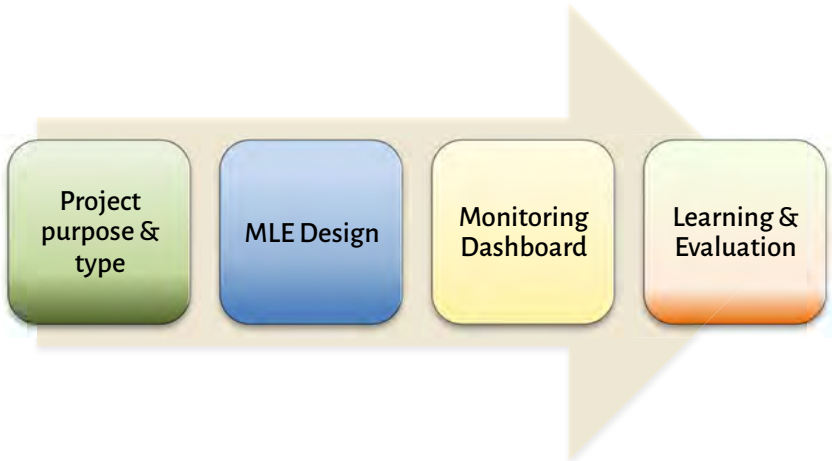 Project
purpose &
type
MLE Design
Monitoring
Dashboard
Learning &
Evaluation